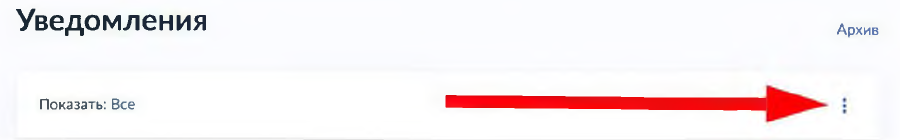 Уведомления
Архив
Показать: Все